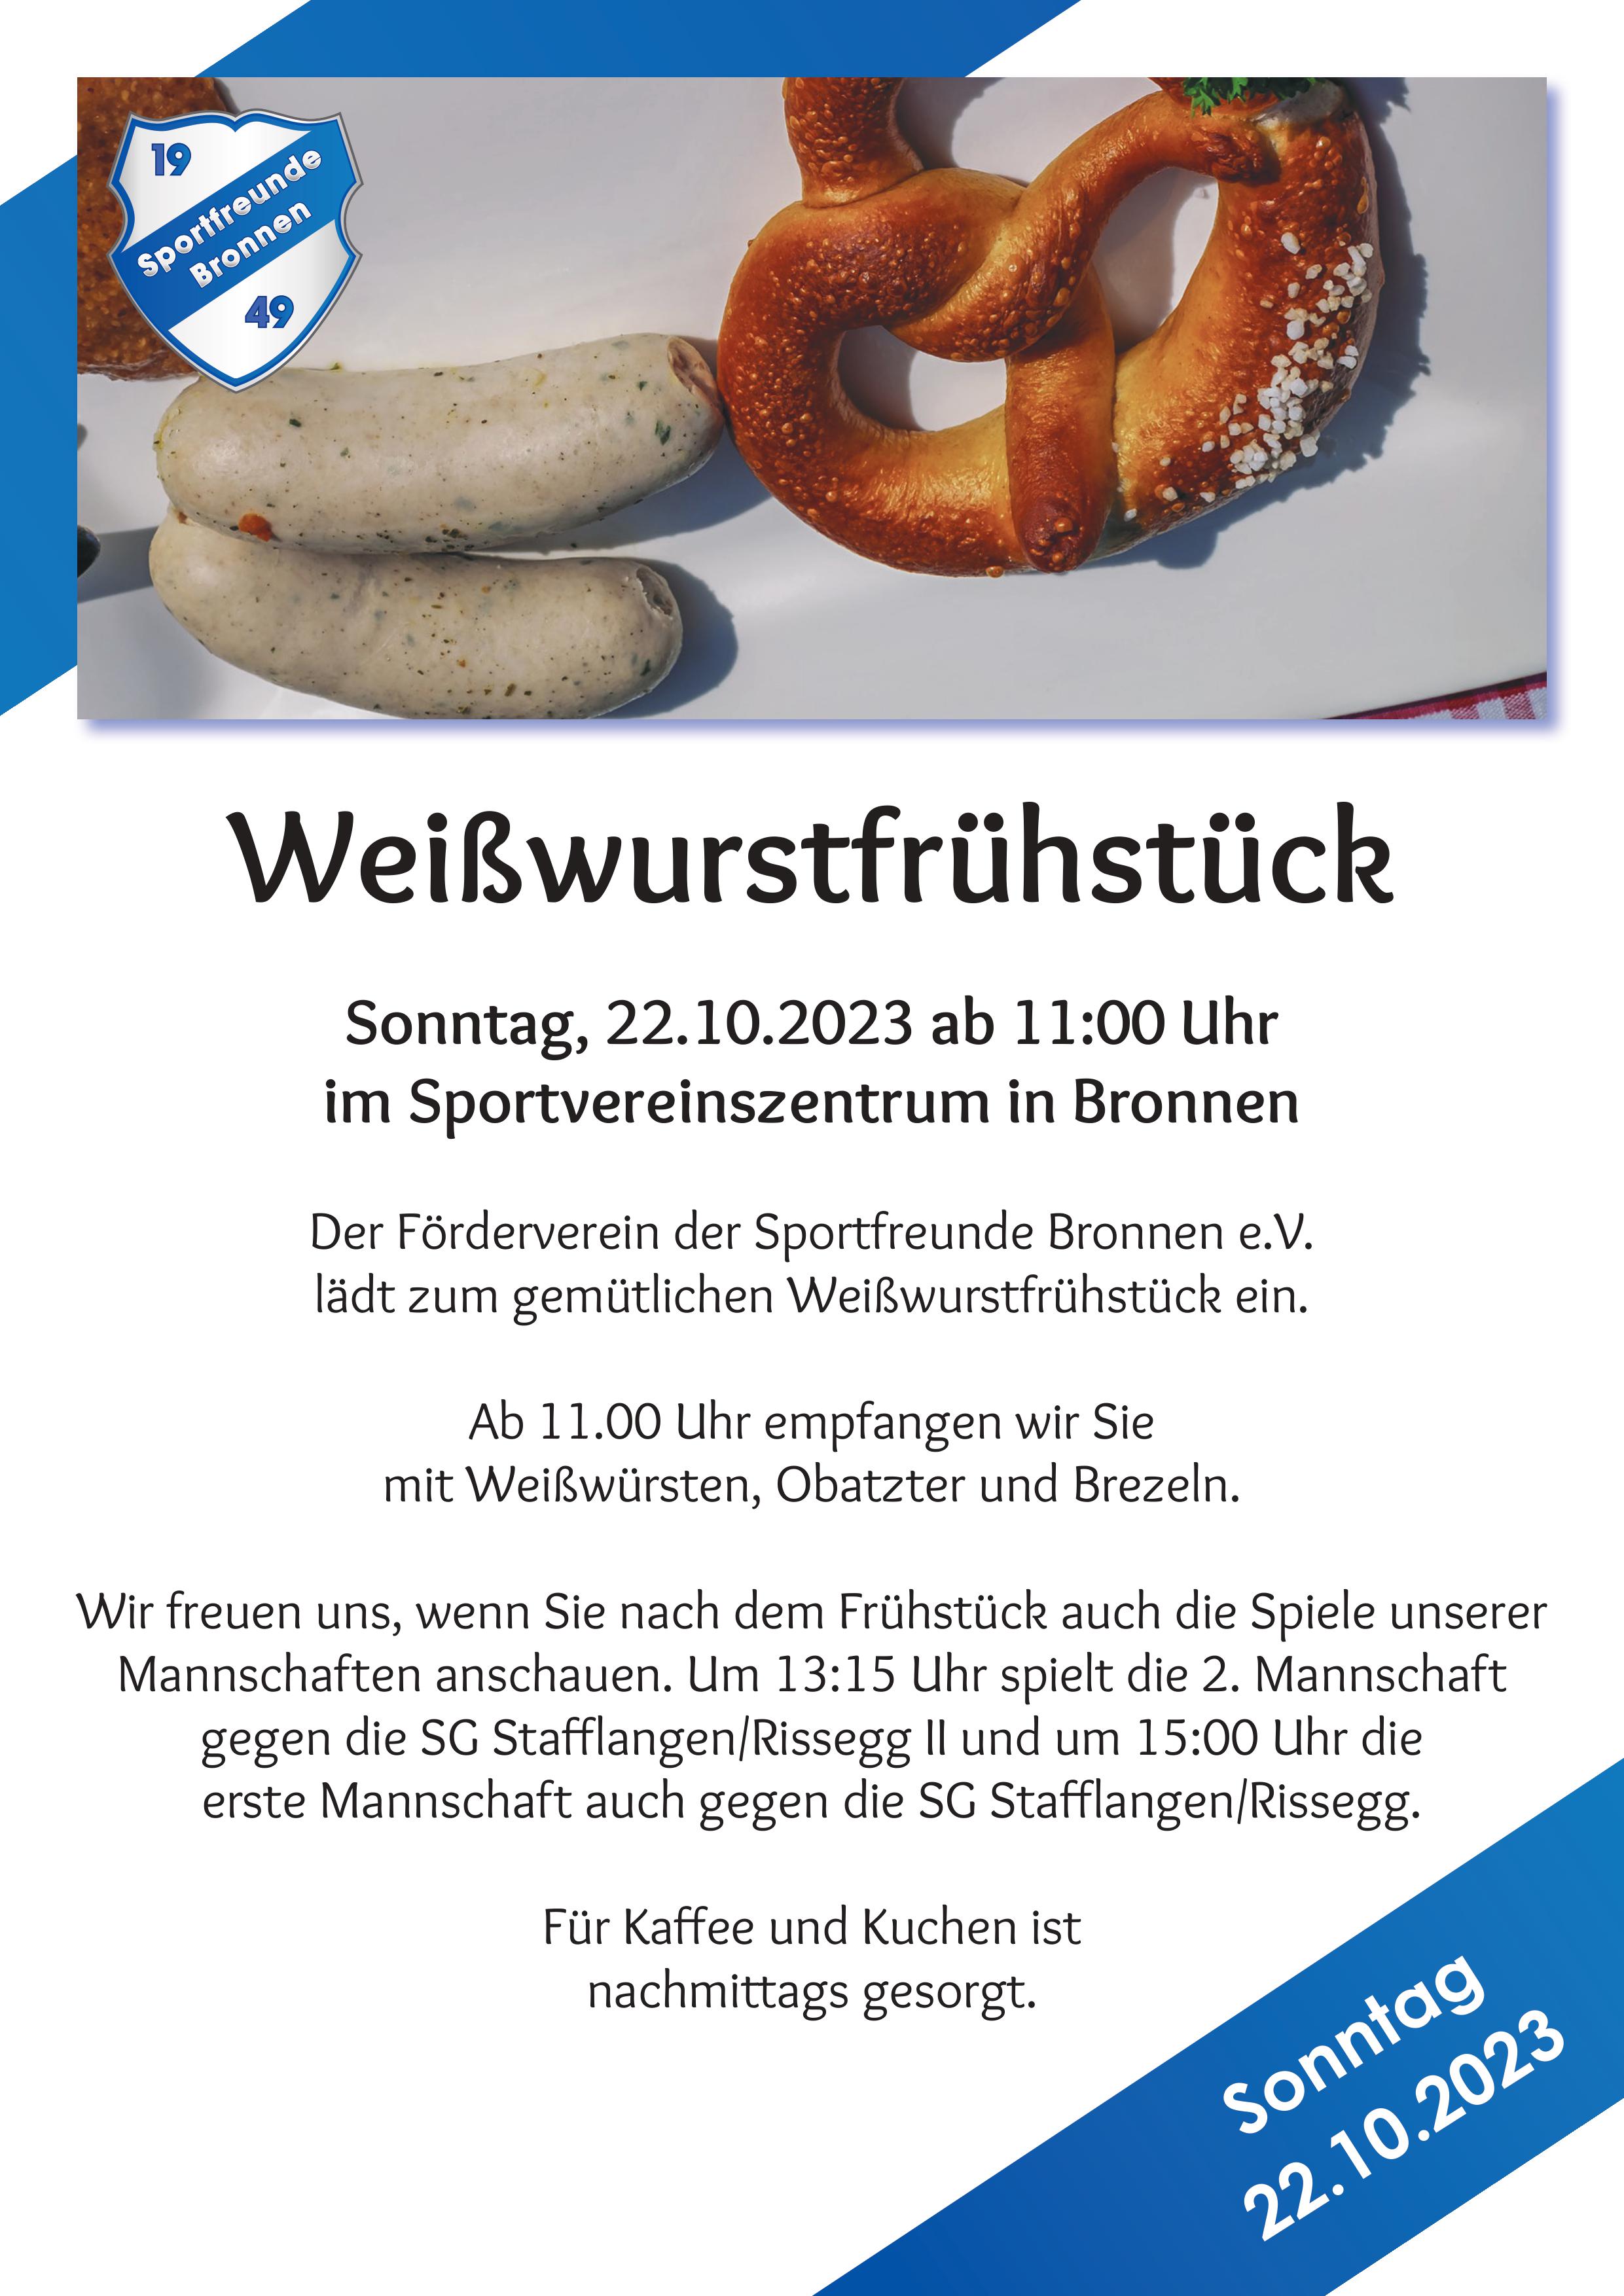 19
Sportfreunde
Bronnen
49
Weißwurstfrühstück
Sonntag, 22.10.2023 ab 11:00 Uhr
im Sportvereinszentrum in Bronnen
Der Förderverein der Sportfreunde Bronnen e.V.
lädt zum gemütlichen Weißwurstfrühstück ein.
Ab 11.00 Uhr empfangen wir Sie
mit Weißwürsten, Obatzter und Brezeln.
Wir freuen uns, wenn Sie nach dem Frühstück auch die Spiele unserer
Mannschaften anschauen. Um 13:15 Uhr spielt die 2. Mannschaft
gegen die SG Stafflangen/Rissegg II und um 15:00 Uhr die
erste Mannschaft auch gegen die SG Stafflangen/Rissegg.
Für Kaffee und Kuchen ist
nachmittags gesorgt.
Sonntag
22.10.2023